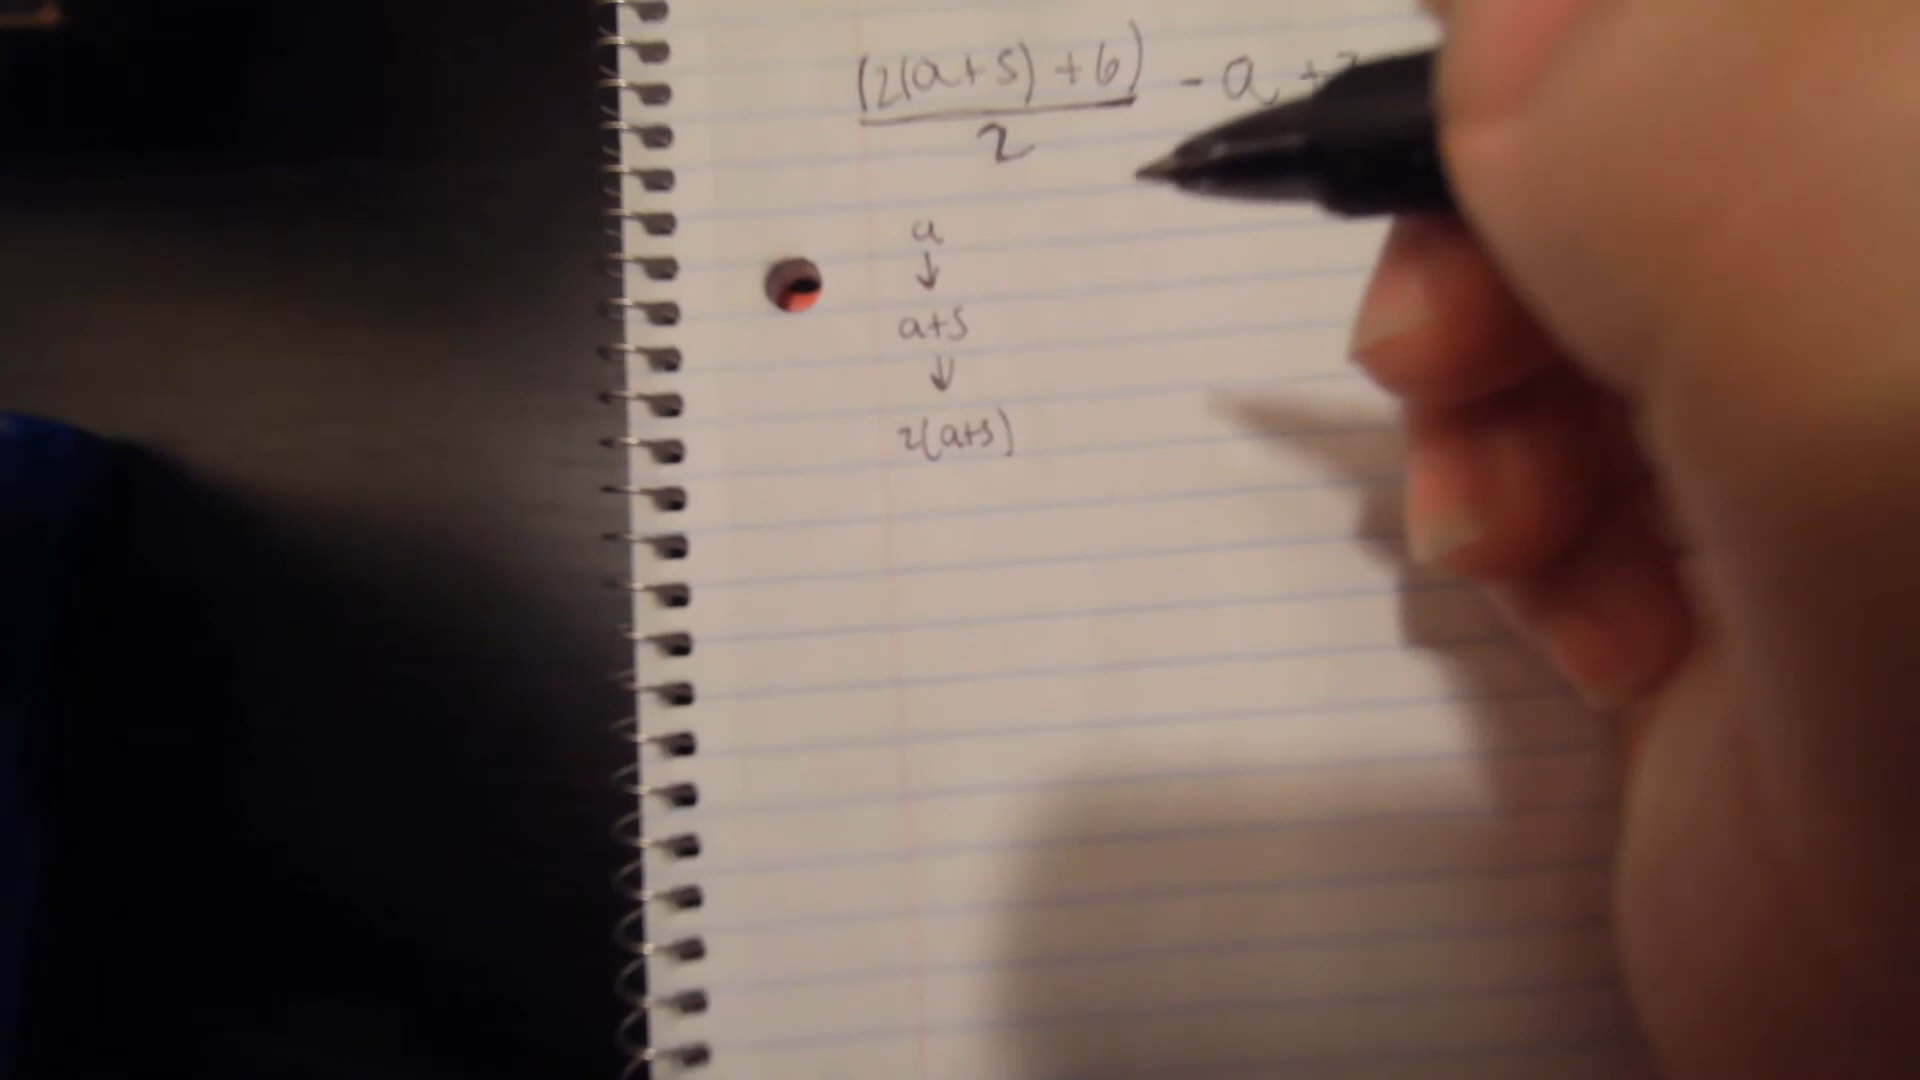 (2(a+5)+6) - a +
2
a
↓
a+5
↓
2(a+5)